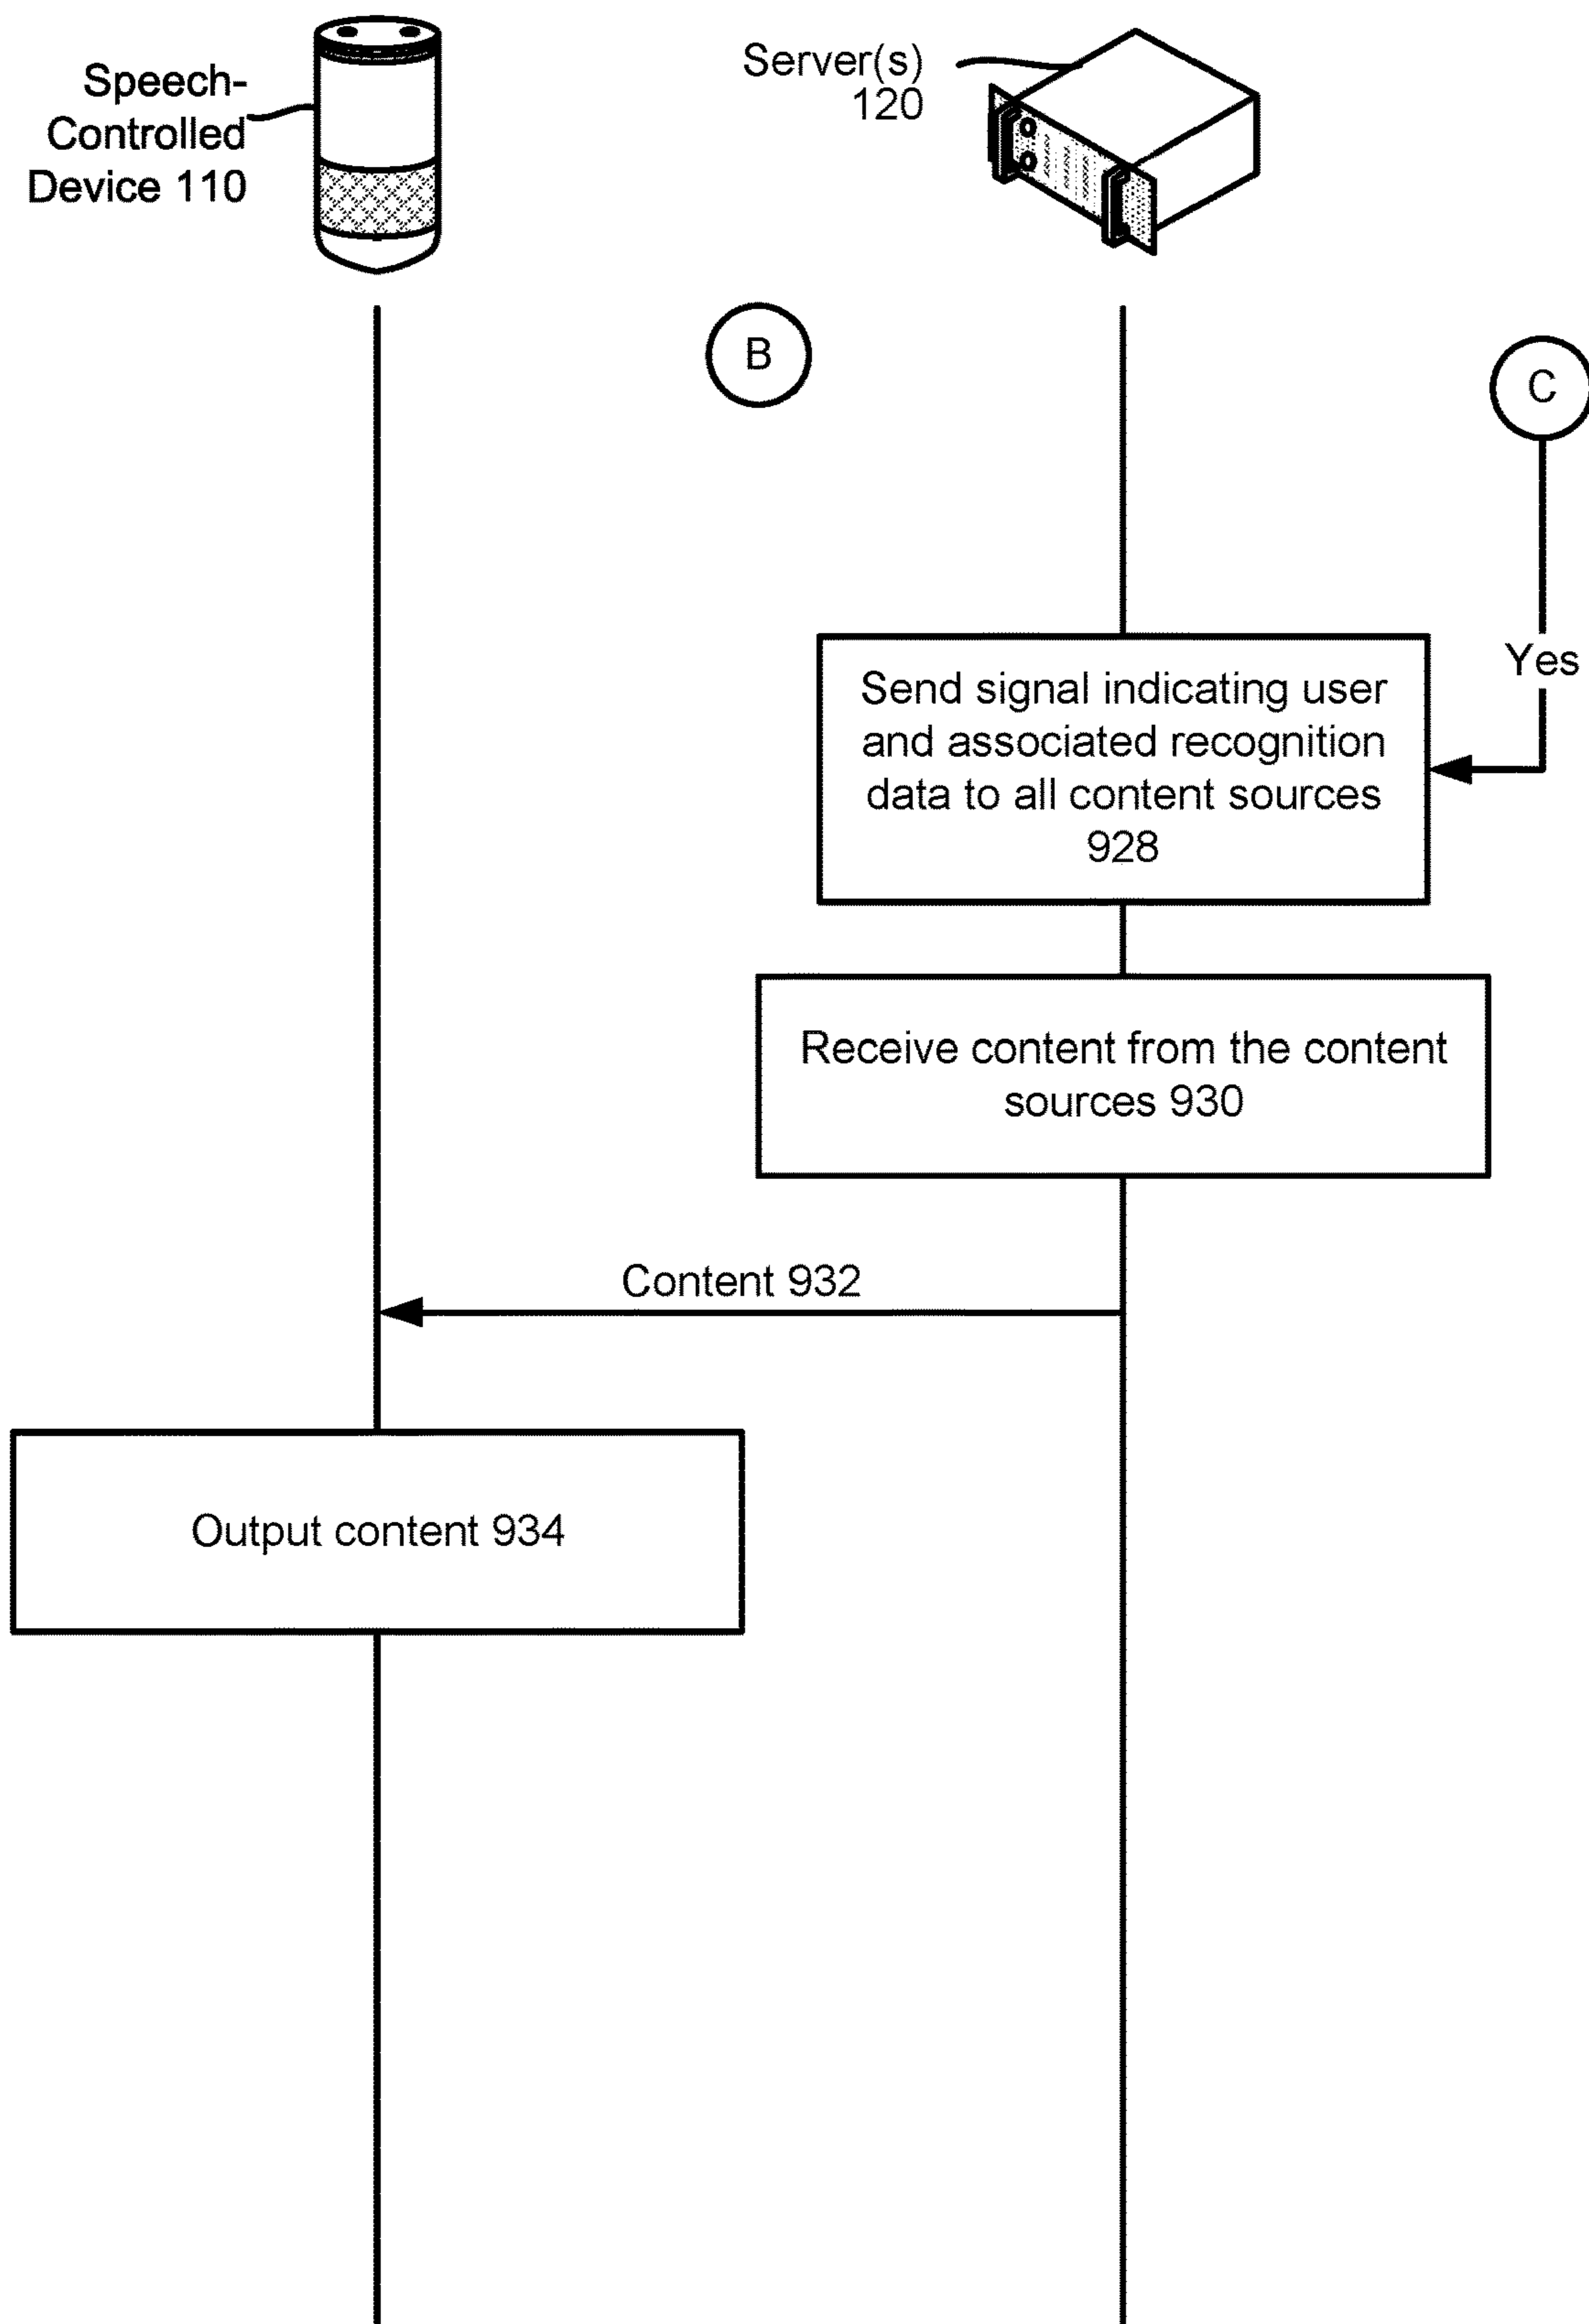 Speech-
Controlled
Device 110
Server(s)
120
B
C
Yes
Send signal indicating user
and associated recognition
data to all content sources
928
Receive content from the content
sources 930
Content 932
Output content 934